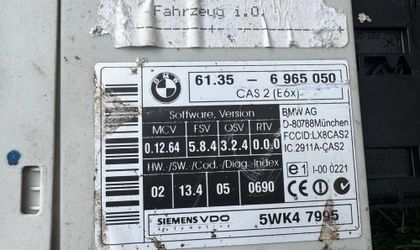 Fahrzeug i.O.
BMW
61.35 - 6 965 050
CAS 2 (E6x)
Software, Version
MCV FSV OSV RTV
0.12.64 5.8.4 3.2.4 0.0.0
HW. /SW. /Cod. /Diag. Index
02 13.4 05 0690
BMW AG
D-80788München
FCCID:LX8CAS2
IC:2911A-CAS2
e1 I-00 0221
SIEMENS VDO
Automotive
5WK4 7995